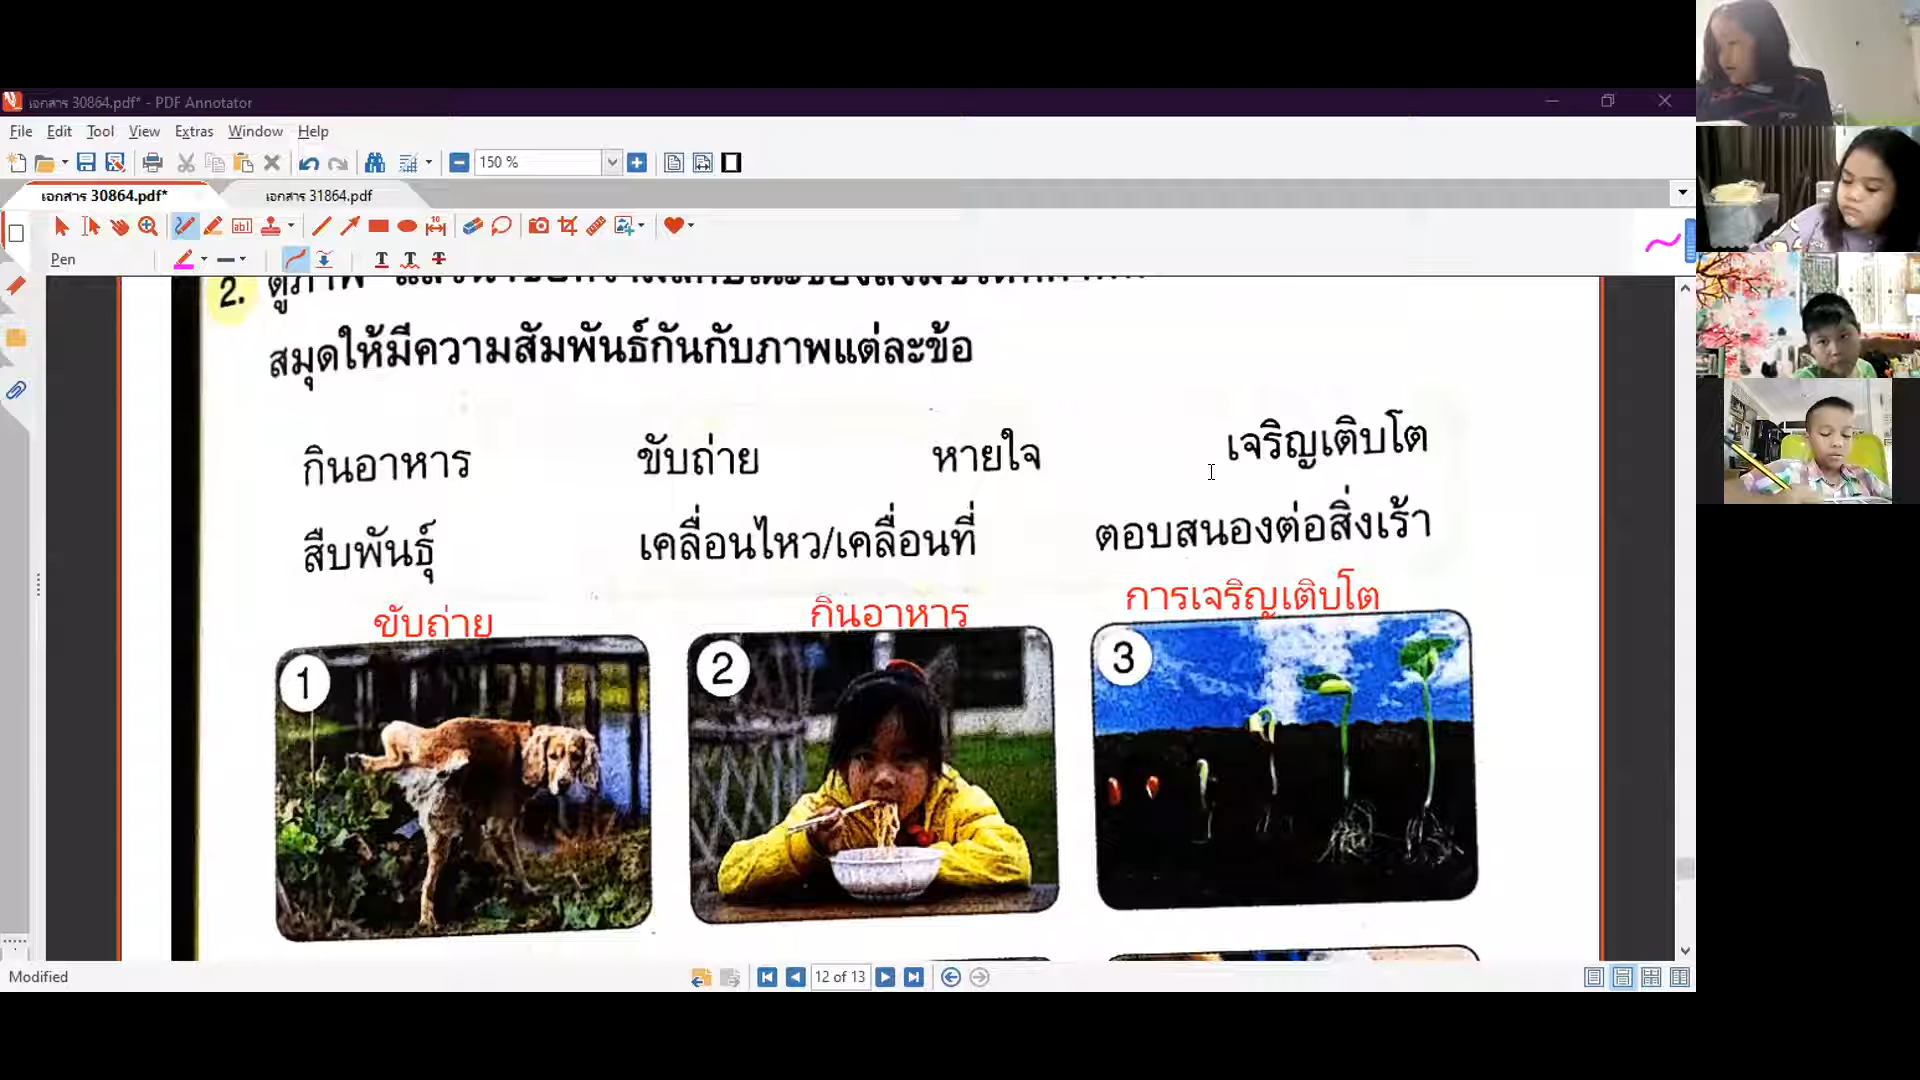 เอกสาร 30864.pdf* - PDF Annotator
File Edit Tool View Extras Window Help
150 %
เอกสาร 30864.pdf* เอกสาร 31864.pdf
Pen
2. ดูภาพ
สมุดให้มีความสัมพันธ์กันกับภาพแต่ละข้อ
กินอาหาร ขับถ่าย หายใจ เจริญเติบโต
สืบพันธุ์ เคลื่อนไหว/เคลื่อนที่ ตอบสนองต่อสิ่งเร้า
ขับถ่าย กินอาหาร การเจริญเติบโต
1 2 3
Modified 12 of 13